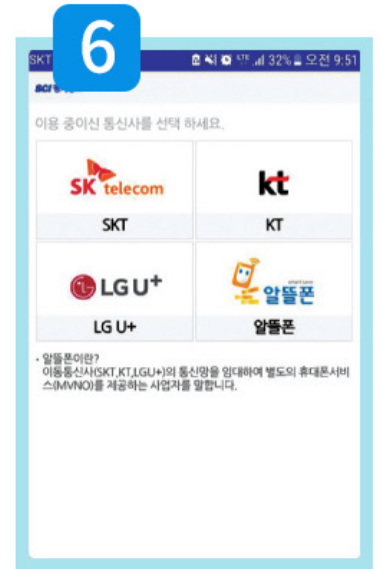 6
SKT
LTE 32% 오전 9:51
SCI
이용 중이신 통신사를 선택 하세요.
SK telecom
kt
SKT
KT
LG U+
알뜰폰
LG U+
알뜰폰
· 알뜰폰이란?
이동통신사(SKT,KT,LGU+)의 통신망을 임대하여 별도의 휴대폰서비
스(MVNO)를 제공하는 사업자를 말합니다.